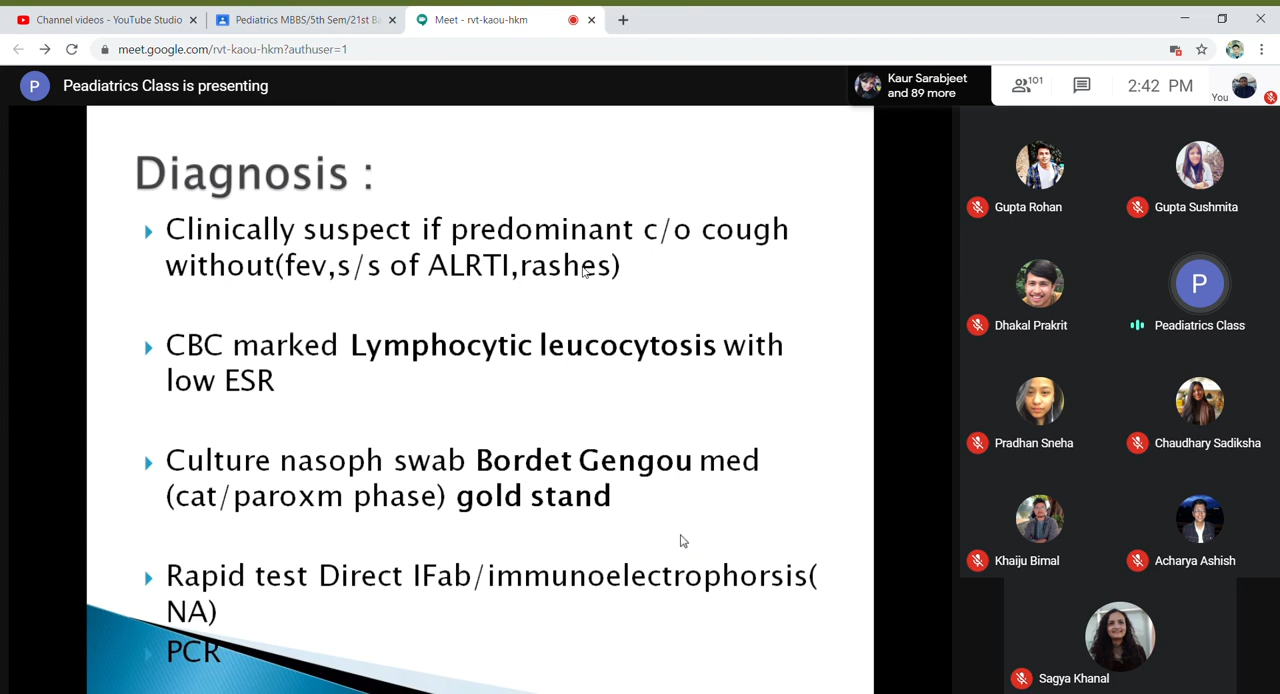 Channel videos - YouTube Studio
Pediatrics MBBS/5th Sem/21st Ba
Meet - rvt-kaou-hkm
meet.google.com/rvt-kaou-hkm?authuser=1
P
Peadiatrics Class is presenting
Kaur Sarabjeet
and 89 more
101
2:42 PM
You
Diagnosis :
Clinically suspect if predominant c/o cough
without(fev,s/s of ALRTI,rashes)
CBC marked Lymphocytic leucocytosis with
low ESR
Culture nasoph swab Bordet Gengou med
(cat/paroxm phase) gold stand
Rapid test Direct IFab/immunoelectrophorsis(
NA)
PCR
Gupta Rohan
Gupta Sushmita
Dhakal Prakrit
P
Peadiatrics Class
Pradhan Sneha
Chaudhary Sadiksha
Khaiju Bimal
Acharya Ashish
Sagya Khanal